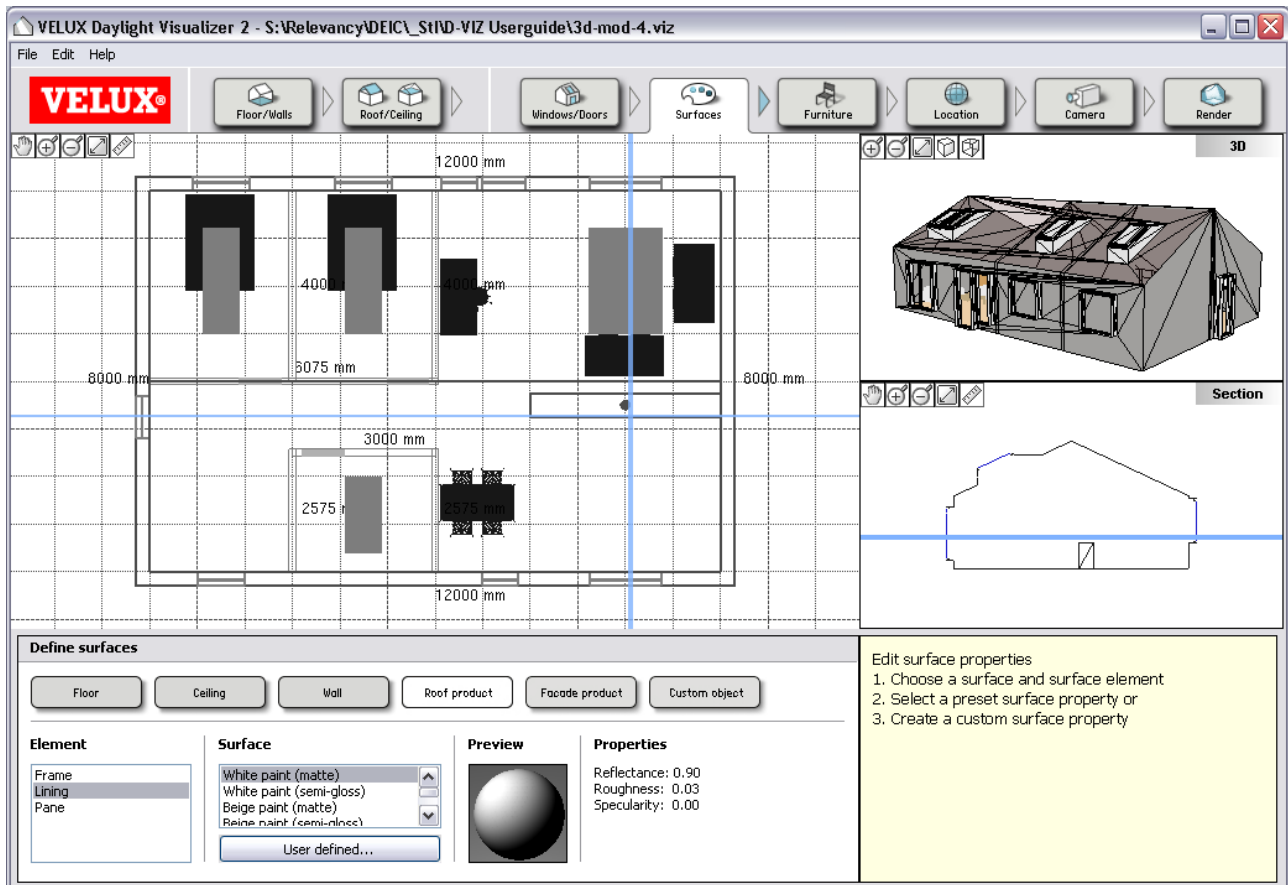 VELUX Daylight Visualizer 2 - S:\Relevancy\DEIC\_Stl\D-VIZ Userguide\3d-mod-4.viz
File Edit Help
VELUX®
Floor/Walls
Roof/Ceiling
Windows/Doors
Surfaces
Furniture
Location
Camera
Render
12000 mm
4000
4000 mm
6075 mm
8000 mm
8000 mm
3000 mm
2575
2575 mm
12000 mm
3D
Section
Define surfaces
Floor
Ceiling
Wall
Roof product
Facade product
Custom object
Element
Frame
Lining
Pane
Surface
White paint (matte)
White paint (semi-gloss)
Beige paint (matte)
Beige paint (semi-gloss)
User defined...
Preview
Properties
Reflectance: 0.90
Roughness: 0.03
Specularity: 0.00
Edit surface properties
1. Choose a surface and surface element
2. Select a preset surface property or
3. Create a custom surface property